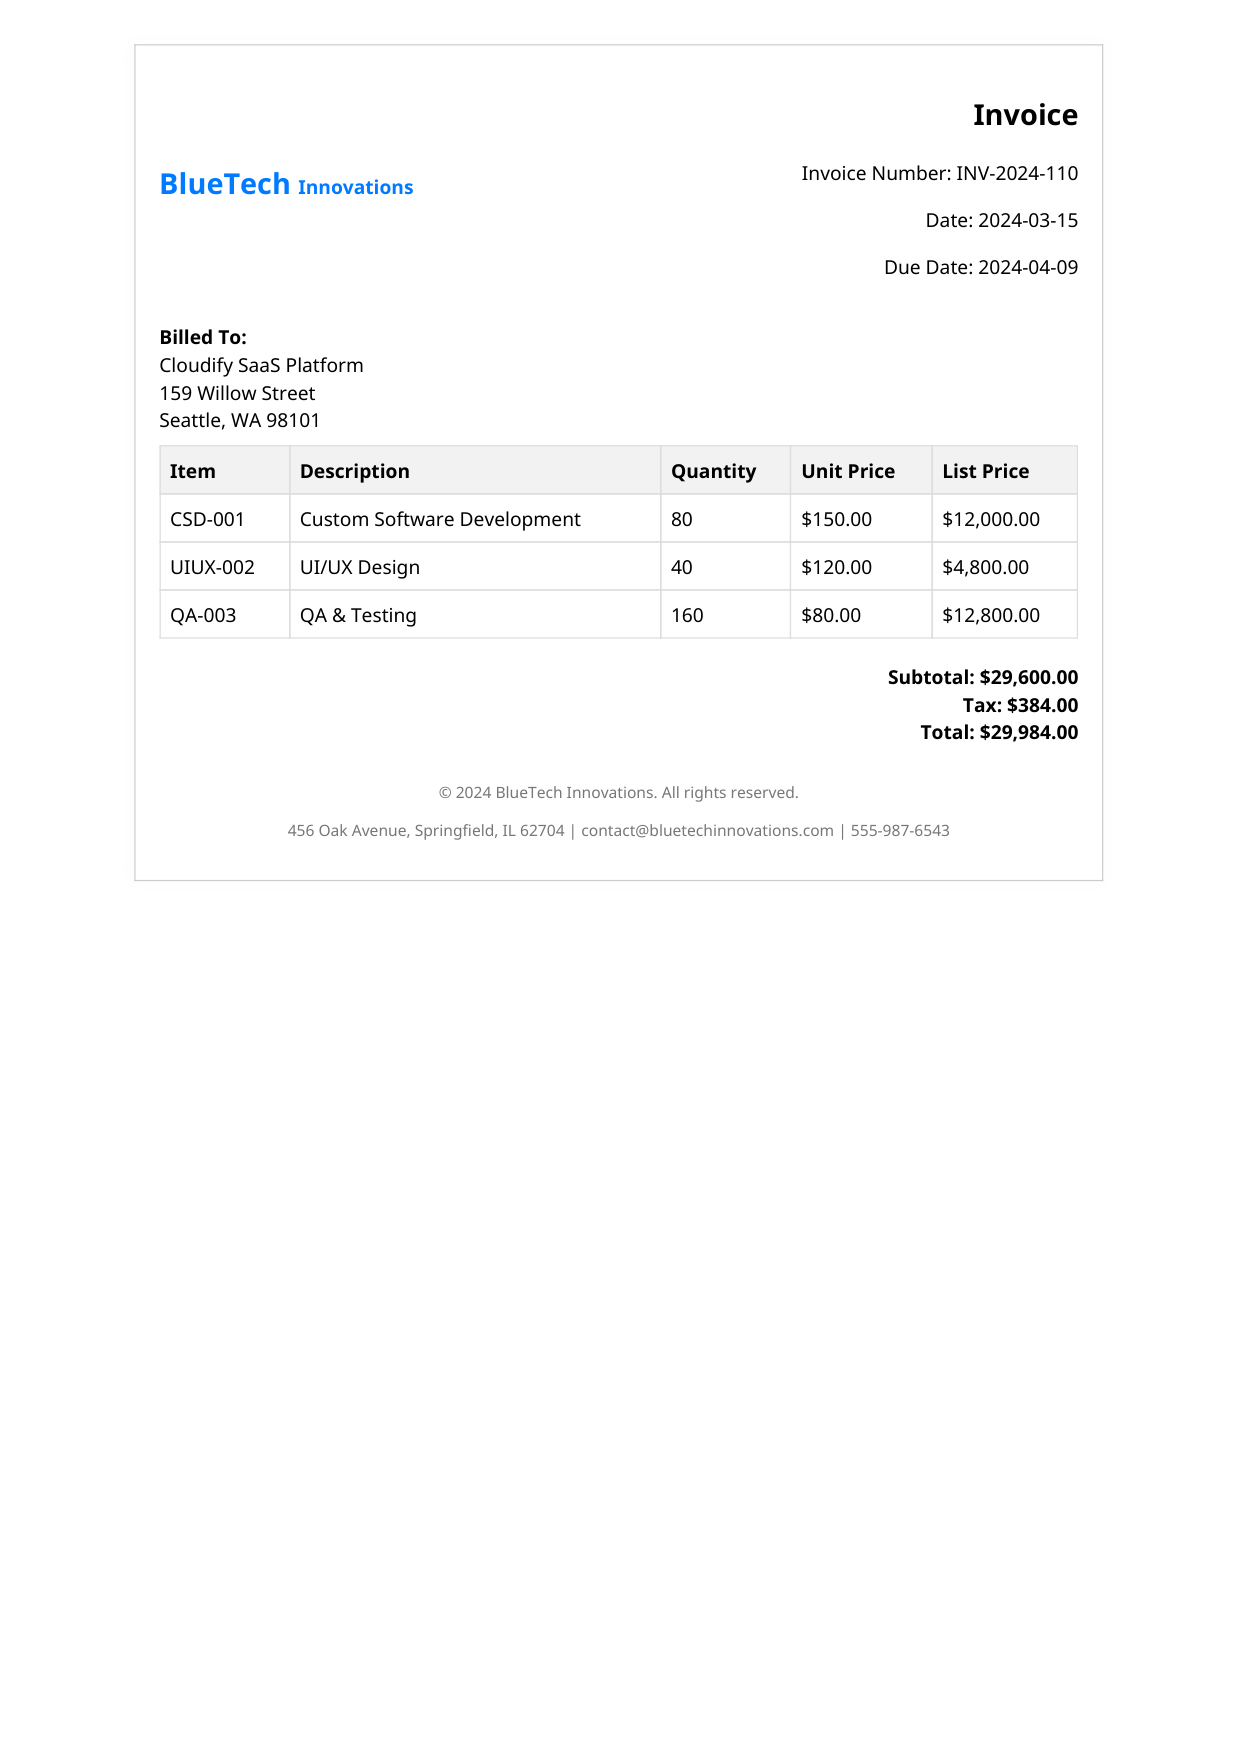 Invoice
BlueTech Innovations
Invoice Number: INV-2024-110
Date: 2024-03-15
Due Date: 2024-04-09
Billed To:
Cloudify SaaS Platform
159 Willow Street
Seattle, WA 98101
Item Description Quantity Unit Price List Price
CSD-001 Custom Software Development 80 $150.00 $12,000.00
UIUX-002 UI/UX Design 40 $120.00 $4,800.00
QA-003 QA & Testing 160 $80.00 $12,800.00
Subtotal: $29,600.00
Tax: $384.00
Total: $29,984.00
© 2024 BlueTech Innovations. All rights reserved.
456 Oak Avenue, Springfield, IL 62704 | contact@bluetechinnovations.com | 555-987-6543